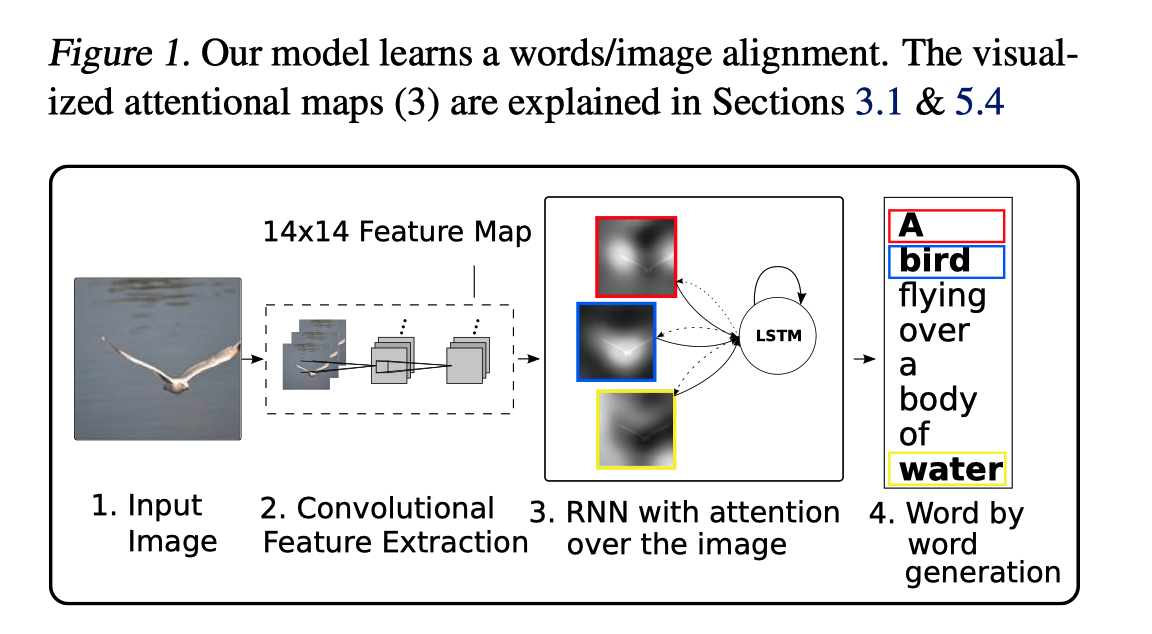 Figure 1. Our model learns a words/image alignment. The visual-
ized attentional maps (3) are explained in Sections 3.1 & 5.4
14x14 Feature Map
LSTM
A
bird
flying
over
a
body
of
water
1. Input
Image
2. Convolutional
Feature Extraction
3. RNN with attention
over the image
4. Word by
word
generation